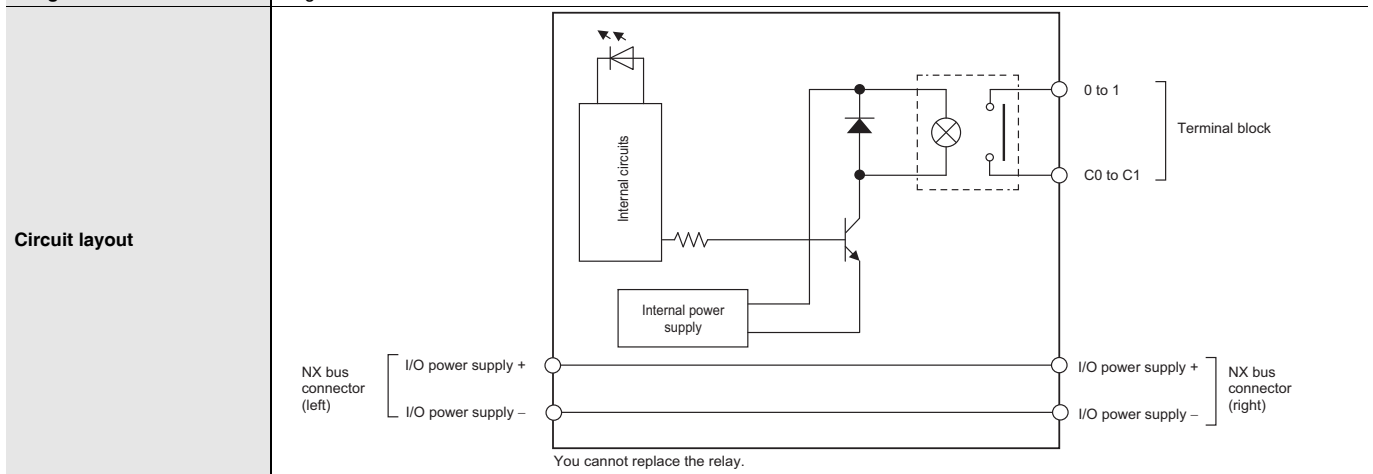 Circuit layout
Internal circuits
0 to 1
Terminal block
C0 to C1
Internal power
supply
NX bus
connector
(left)
I/O power supply +
I/O power supply –
I/O power supply +
I/O power supply –
NX bus
connector
(right)
You cannot replace the relay.